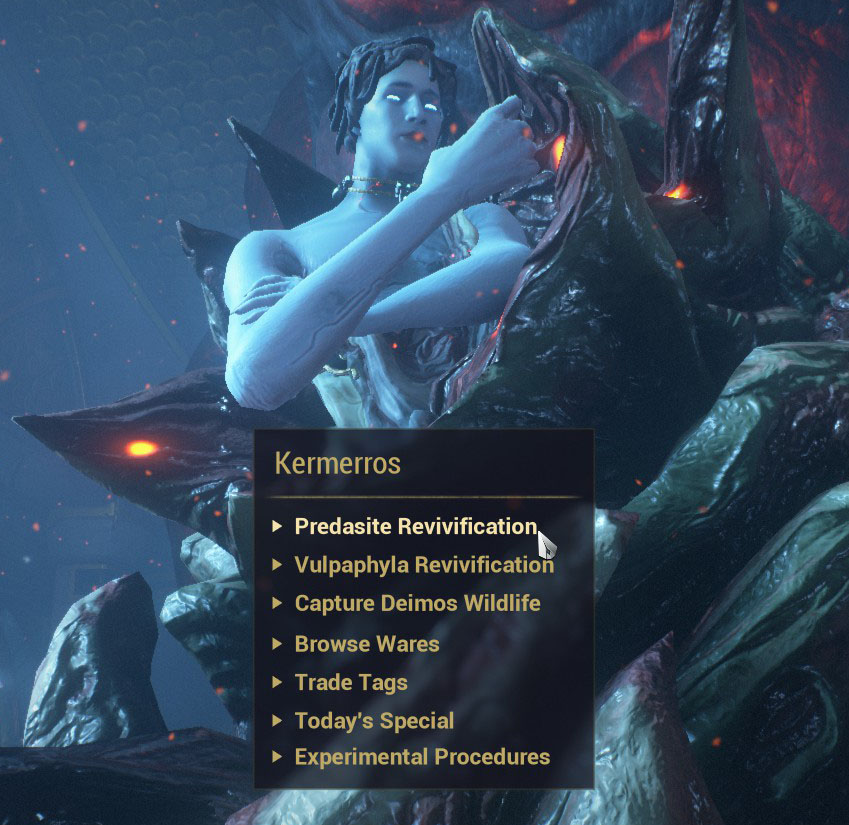 Kermerros
Predasite Revivification
Vulpaphyla Revivification
Capture Deimos Wildlife
Browse Wares
Trade Tags
Today's Special
Experimental Procedures